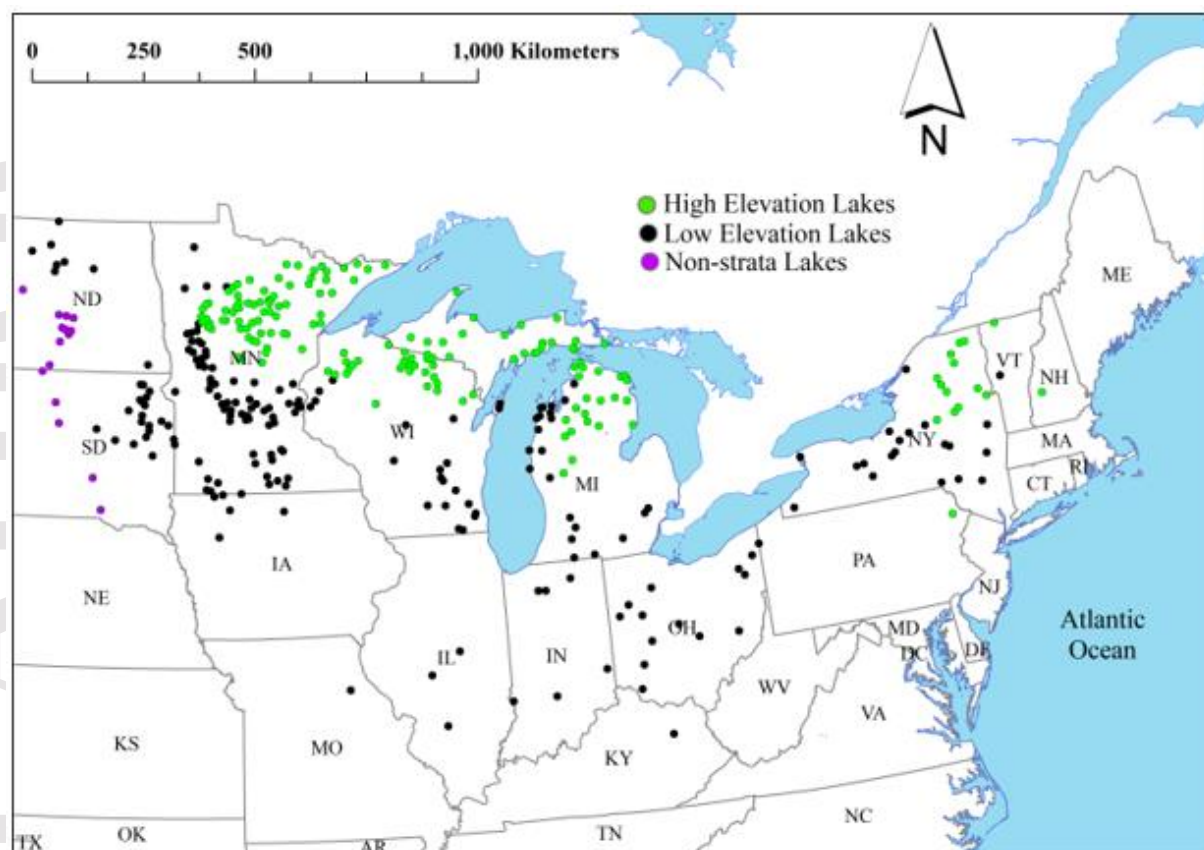 0 250 500 1,000 Kilometers
N
High Elevation Lakes
Low Elevation Lakes
Non-strata Lakes
ME
ND
MN
VT
NH
WI
NY
MA
SD
RI
CT
MI
PA
IA
NE
NJ
Atlantic
Ocean
OH
MD
DC
DE
IL
IN
WV
VA
KS
MO
KY
NC
TX
OK
AR
TN